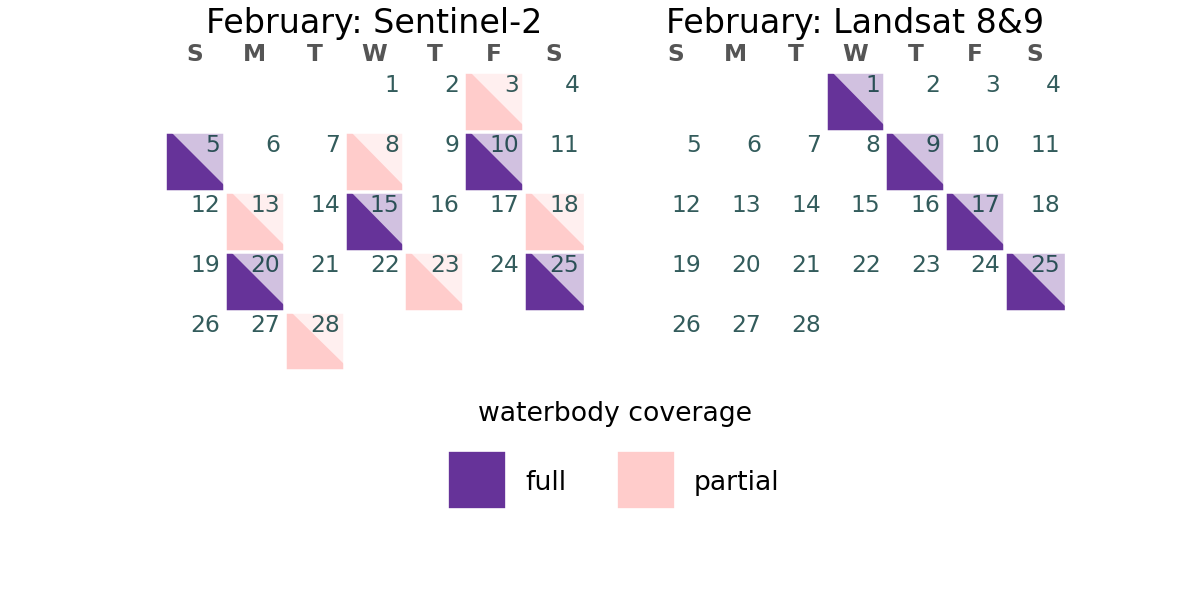 February: Sentinel-2
S M T W T F S
1 2 3 4
5 6 7 8 9 10 11
12 13 14 15 16 17 18
19 20 21 22 23 24 25
26 27 28
February: Landsat 8&9
S M T W T F S
1 2 3 4
5 6 7 8 9 10 11
12 13 14 15 16 17 18
19 20 21 22 23 24 25
26 27 28
waterbody coverage
full partial